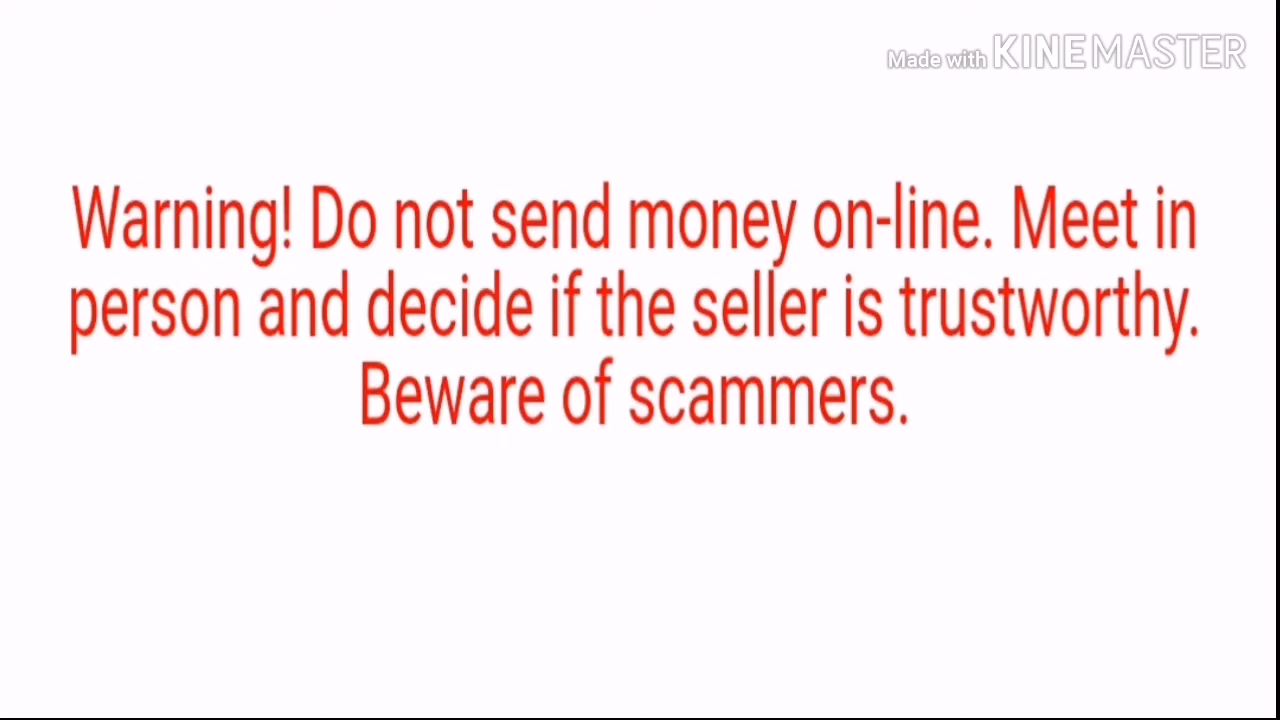 Made with KINEMASTER
Warning! Do not send money on-line. Meet in
person and decide if the seller is trustworthy.
Beware of scammers.